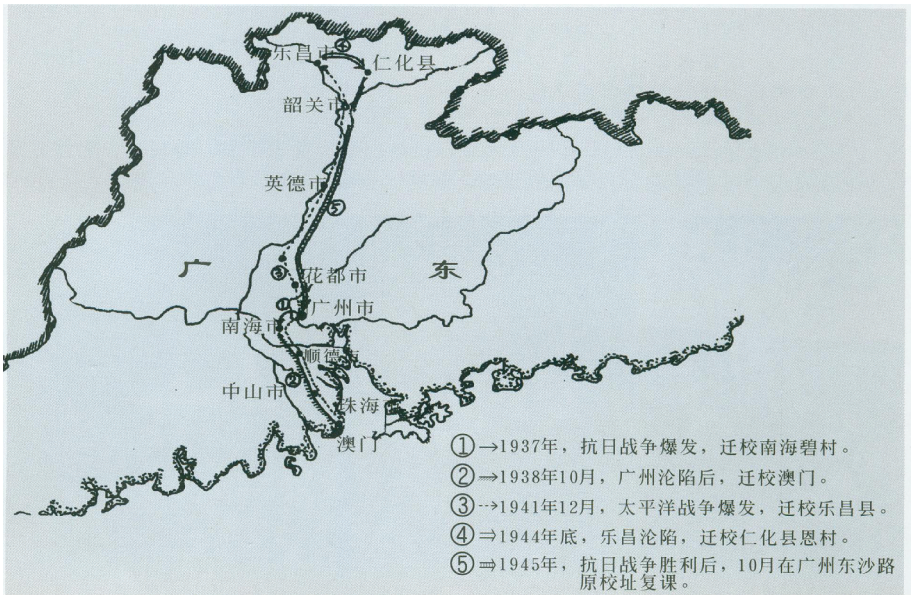 ④
乐昌市
仁化县
韶关市
英德市
⑤
广 东
③
花都市
①
广州市
南海市
顺德市
②
中山市
珠海市
澳门
①→1937年，抗日战争爆发，迁校南海碧村。
②⇒1938年10月，广州沦陷后，迁校澳门。
③⇢1941年12月，太平洋战争爆发，迁校乐昌县。
④⇒1944年底，乐昌沦陷，迁校仁化县恩村。
⑤⇛1945年，抗日战争胜利后，10月在广州东沙路
原校址复课。